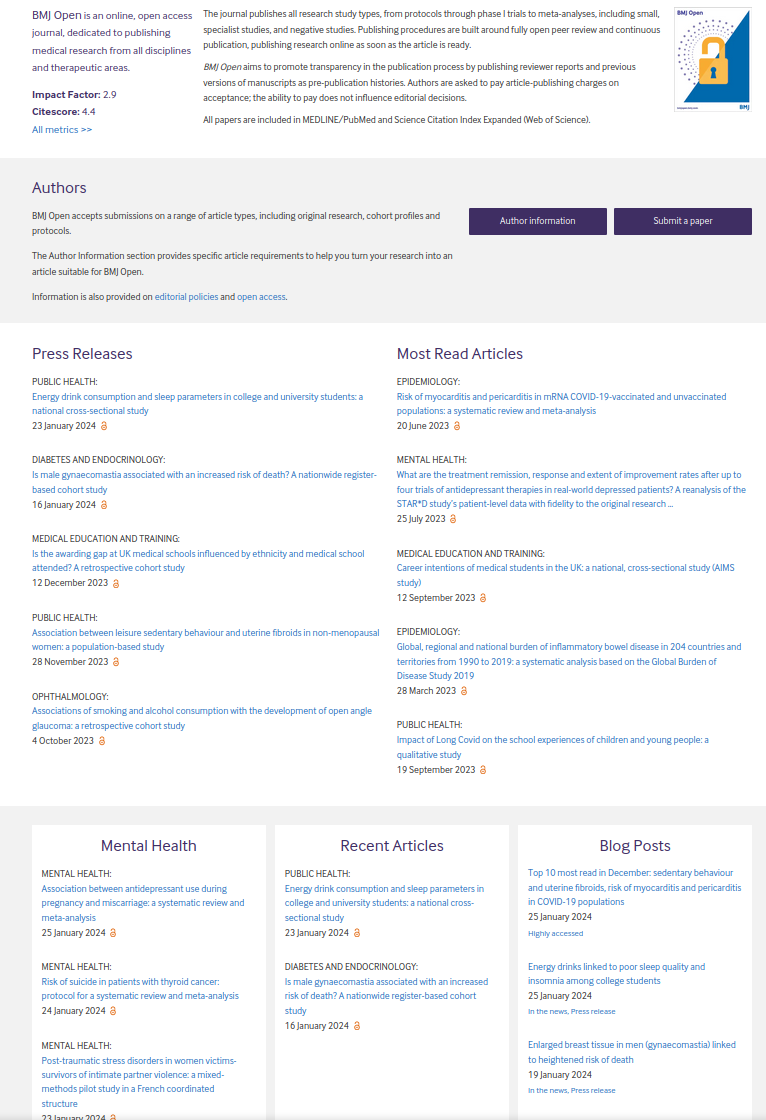 BMJ Open is an online, open access
journal, dedicated to publishing
medical research from all disciplines
and therapeutic areas.
Impact Factor: 2.9
Citescore: 4.4
All metrics >>
The journal publishes all research study types, from protocols through phase I trials to meta-analyses, including small,
specialist studies, and negative studies. Publishing procedures are built around fully open peer review and continuous
publication, publishing research online as soon as the article is ready.
BMJ Open aims to promote transparency in the publication process by publishing reviewer reports and previous
versions of manuscripts as pre-publication histories. Authors are asked to pay article-publishing charges on
acceptance; the ability to pay does not influence editorial decisions.
All papers are included in MEDLINE/PubMed and Science Citation Index Expanded (Web of Science).
BMJ Open
BMJ
Authors
BMJ Open accepts submissions on a range of article types, including original research, cohort profiles and
protocols.
The Author Information section provides specific article requirements to help you turn your research into an
article suitable for BMJ Open.
Information is also provided on editorial policies and open access.
Author information
Submit a paper
Press Releases
PUBLIC HEALTH:
Energy drink consumption and sleep parameters in college and university students: a
national cross-sectional study
23 January 2024
DIABETES AND ENDOCRINOLOGY:
Is male gynaecomastia associated with an increased risk of death? A nationwide register-
based cohort study
16 January 2024
MEDICAL EDUCATION AND TRAINING:
Is the awarding gap at UK medical schools influenced by ethnicity and medical school
attended? A retrospective cohort study
12 December 2023
PUBLIC HEALTH:
Association between leisure sedentary behaviour and uterine fibroids in non-menopausal
women: a population-based study
28 November 2023
OPHTHALMOLOGY:
Associations of smoking and alcohol consumption with the development of open angle
glaucoma: a retrospective cohort study
4 October 2023
Most Read Articles
EPIDEMIOLOGY:
Risk of myocarditis and pericarditis in mRNA COVID-19-vaccinated and unvaccinated
populations: a systematic review and meta-analysis
20 June 2023
MENTAL HEALTH:
What are the treatment remission, response and extent of improvement rates after up to
four trials of antidepressant therapies in real-world depressed patients? A reanalysis of the
STAR*D study's patient-level data with fidelity to the original research ...
25 July 2023
MEDICAL EDUCATION AND TRAINING:
Career intentions of medical students in the UK: a national, cross-sectional study (AIMS
study)
12 September 2023
EPIDEMIOLOGY:
Global, regional and national burden of inflammatory bowel disease in 204 countries and
territories from 1990 to 2019: a systematic analysis based on the Global Burden of
Disease Study 2019
28 March 2023
PUBLIC HEALTH:
Impact of Long Covid on the school experiences of children and young people: a
qualitative study
19 September 2023
Mental Health
MENTAL HEALTH:
Association between antidepressant use during
pregnancy and miscarriage: a systematic review and
meta-analysis
25 January 2024
MENTAL HEALTH:
Risk of suicide in patients with thyroid cancer:
protocol for a systematic review and meta-analysis
24 January 2024
MENTAL HEALTH:
Post-traumatic stress disorders in women victims-
survivors of intimate partner violence: a mixed-
methods pilot study in a French coordinated
structure
23 January 2024
Recent Articles
PUBLIC HEALTH:
Energy drink consumption and sleep parameters in
college and university students: a national cross-
sectional study
23 January 2024
DIABETES AND ENDOCRINOLOGY:
Is male gynaecomastia associated with an increased
risk of death? A nationwide register-based cohort
study
16 January 2024
Blog Posts
Top 10 most read in December: sedentary behaviour
and uterine fibroids, risk of myocarditis and pericarditis
in COVID-19 populations
25 January 2024
Highly accessed
Energy drinks linked to poor sleep quality and
insomnia among college students
25 January 2024
In the news, Press release
Enlarged breast tissue in men (gynaecomastia) linked
to heightened risk of death
19 January 2024
In the news, Press release